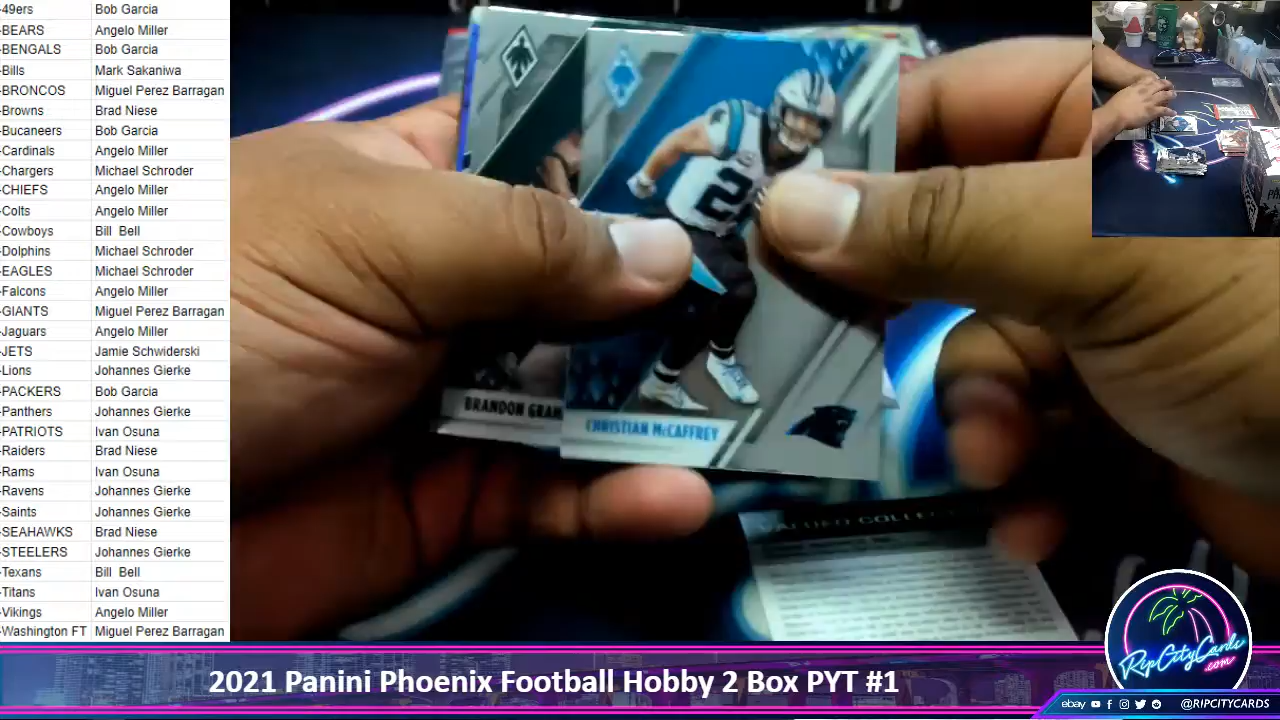 -49ers Bob Garcia
-BEARS Angelo Miller
-BENGALS Bob Garcia
-Bills Mark Sakaniwa
-BRONCOS Miguel Perez Barragan
-Browns Brad Niese
-Bucaneers Bob Garcia
-Cardinals Angelo Miller
-Chargers Michael Schroder
-CHIEFS Angelo Miller
-Colts Angelo Miller
-Cowboys Bill Bell
-Dolphins Michael Schroder
-EAGLES Michael Schroder
-Falcons Angelo Miller
-GIANTS Miguel Perez Barragan
-Jaguars Angelo Miller
-JETS Jamie Schwiderski
-Lions Johannes Gierke
-PACKERS Bob Garcia
-Panthers Johannes Gierke
-PATRIOTS Ivan Osuna
-Raiders Brad Niese
-Rams Ivan Osuna
-Ravens Johannes Gierke
-Saints Johannes Gierke
-SEAHAWKS Brad Niese
-STEELERS Johannes Gierke
-Texans Bill Bell
-Titans Ivan Osuna
-Vikings Angelo Miller
-Washington FT Miguel Perez Barragan
2
BRANDON
CHRISTIAN McCAFFREY
RipCityCards
.com
2021 Panini Phoenix Football Hobby 2 Box PYT #1
ebay @RIPCITYCARDS